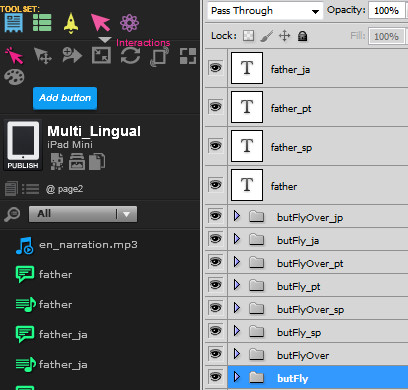 TOOLSET:
Interactions
Add button
Multi_Lingual
iPad Mini
PUBLISH
@ page2
All
en_narration.mp3
father
father
father_ja
father_ja
Pass Through
Opacity: 100%
Lock:
Fill: 100%
T father_ja
T father_pt
T father_sp
T father
butFlyOver_jp
butFly_ja
butFlyOver_pt
butFly_pt
butFlyOver_sp
butFly_sp
butFlyOver
butFly